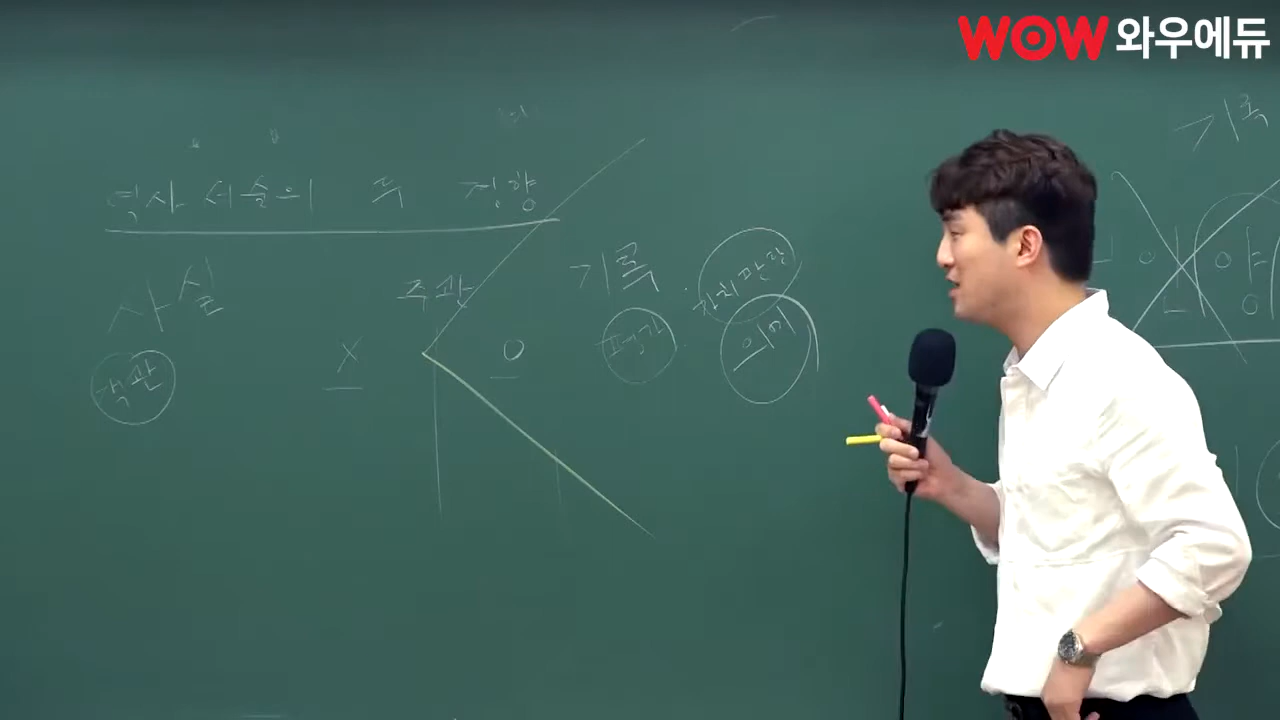 WOW 와우에듀
기록
역사 서술의 두 경향
사실 주관 기록 가치판단
객관 X O 평가 의미